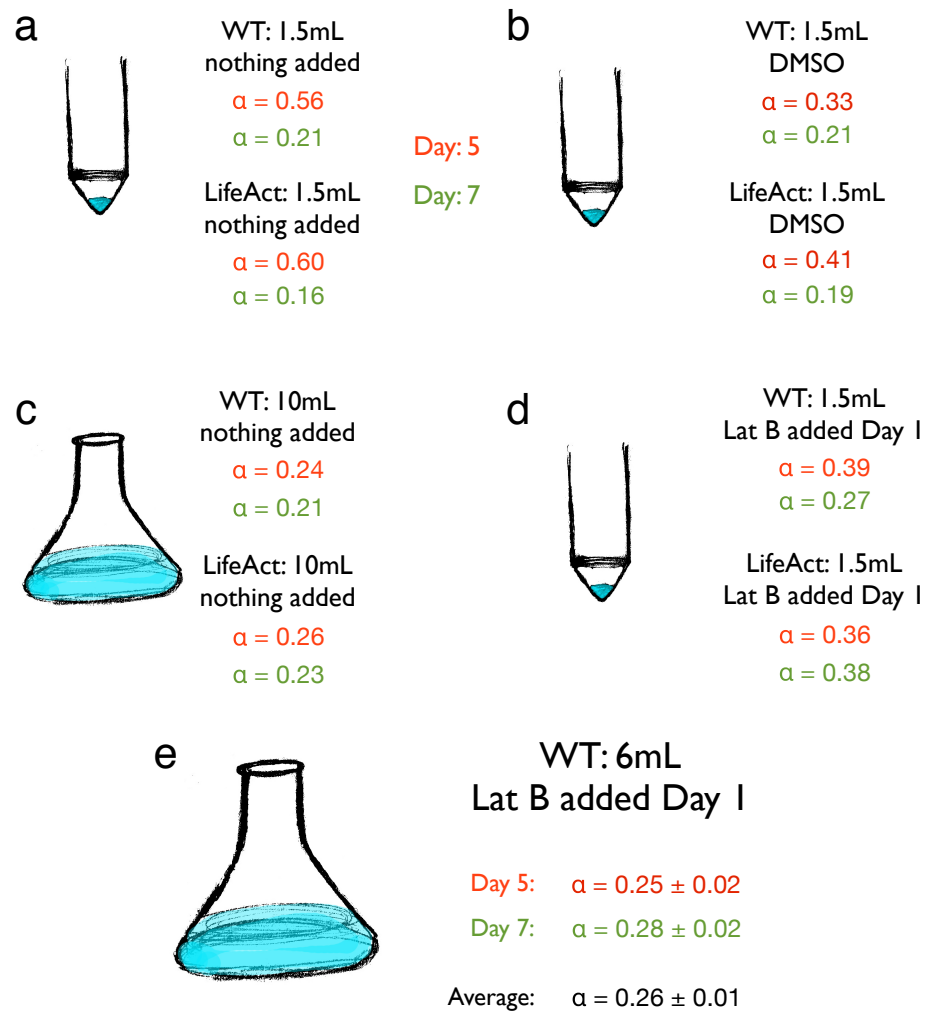 a
WT: 1.5mL
nothing added
α = 0.56
α = 0.21
LifeAct: 1.5mL
nothing added
α = 0.60
α = 0.16
Day: 5
Day: 7
b
WT: 1.5mL
DMSO
α = 0.33
α = 0.21
LifeAct: 1.5mL
DMSO
α = 0.41
α = 0.19
c
WT: 10mL
nothing added
α = 0.24
α = 0.21
LifeAct: 10mL
nothing added
α = 0.26
α = 0.23
d
WT: 1.5mL
Lat B added Day 1
α = 0.39
α = 0.27
LifeAct: 1.5mL
Lat B added Day 1
α = 0.36
α = 0.38
e
WT: 6mL
Lat B added Day 1
Day 5: α = 0.25 ± 0.02
Day 7: α = 0.28 ± 0.02
Average: α = 0.26 ± 0.01